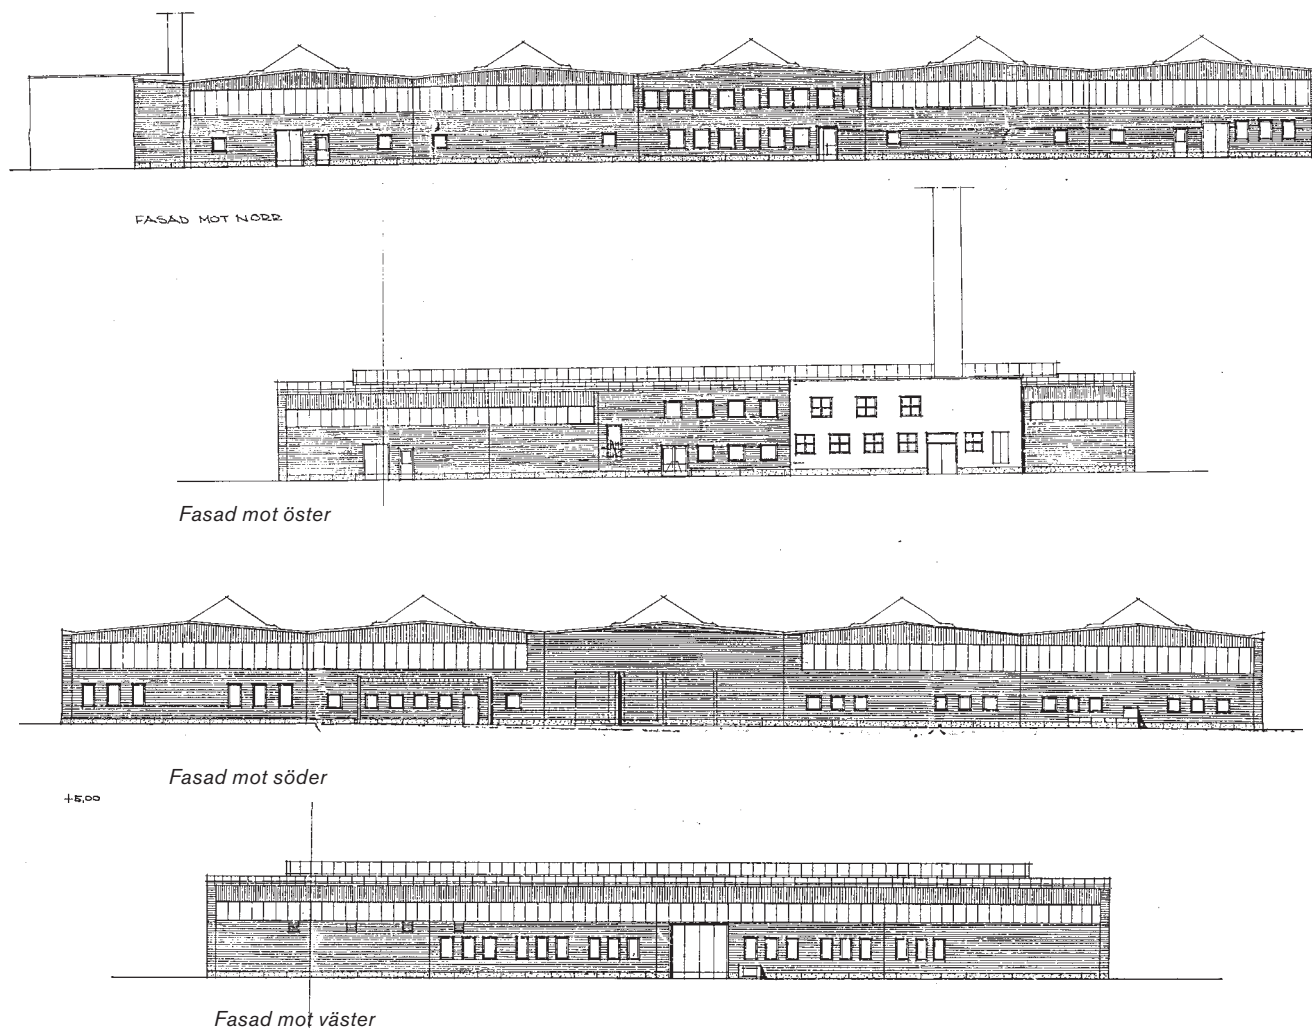 FASAD MOT NORR
Fasad mot öster
Fasad mot söder
+5,00
Fasad mot väster